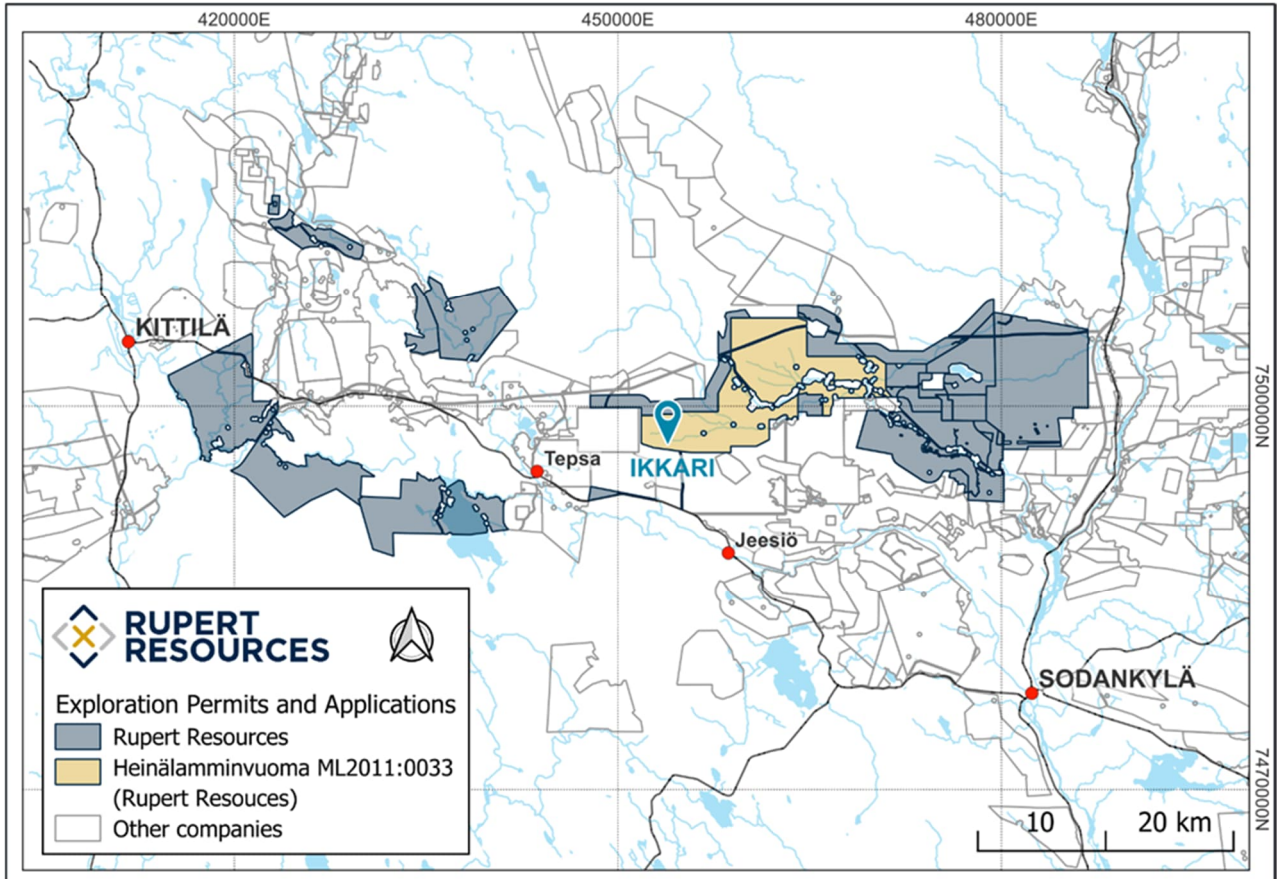 420000E
450000E
480000E
KITTILÄ
7500000N
Tepsa
IKKARI
Jeesiö
RUPERT
RESOURCES
SODANKYLÄ
Exploration Permits and Applications
Rupert Resources
Heinälamminvuoma ML2011:0033
(Rupert Resouces)
Other companies
7470000N
10
20 km